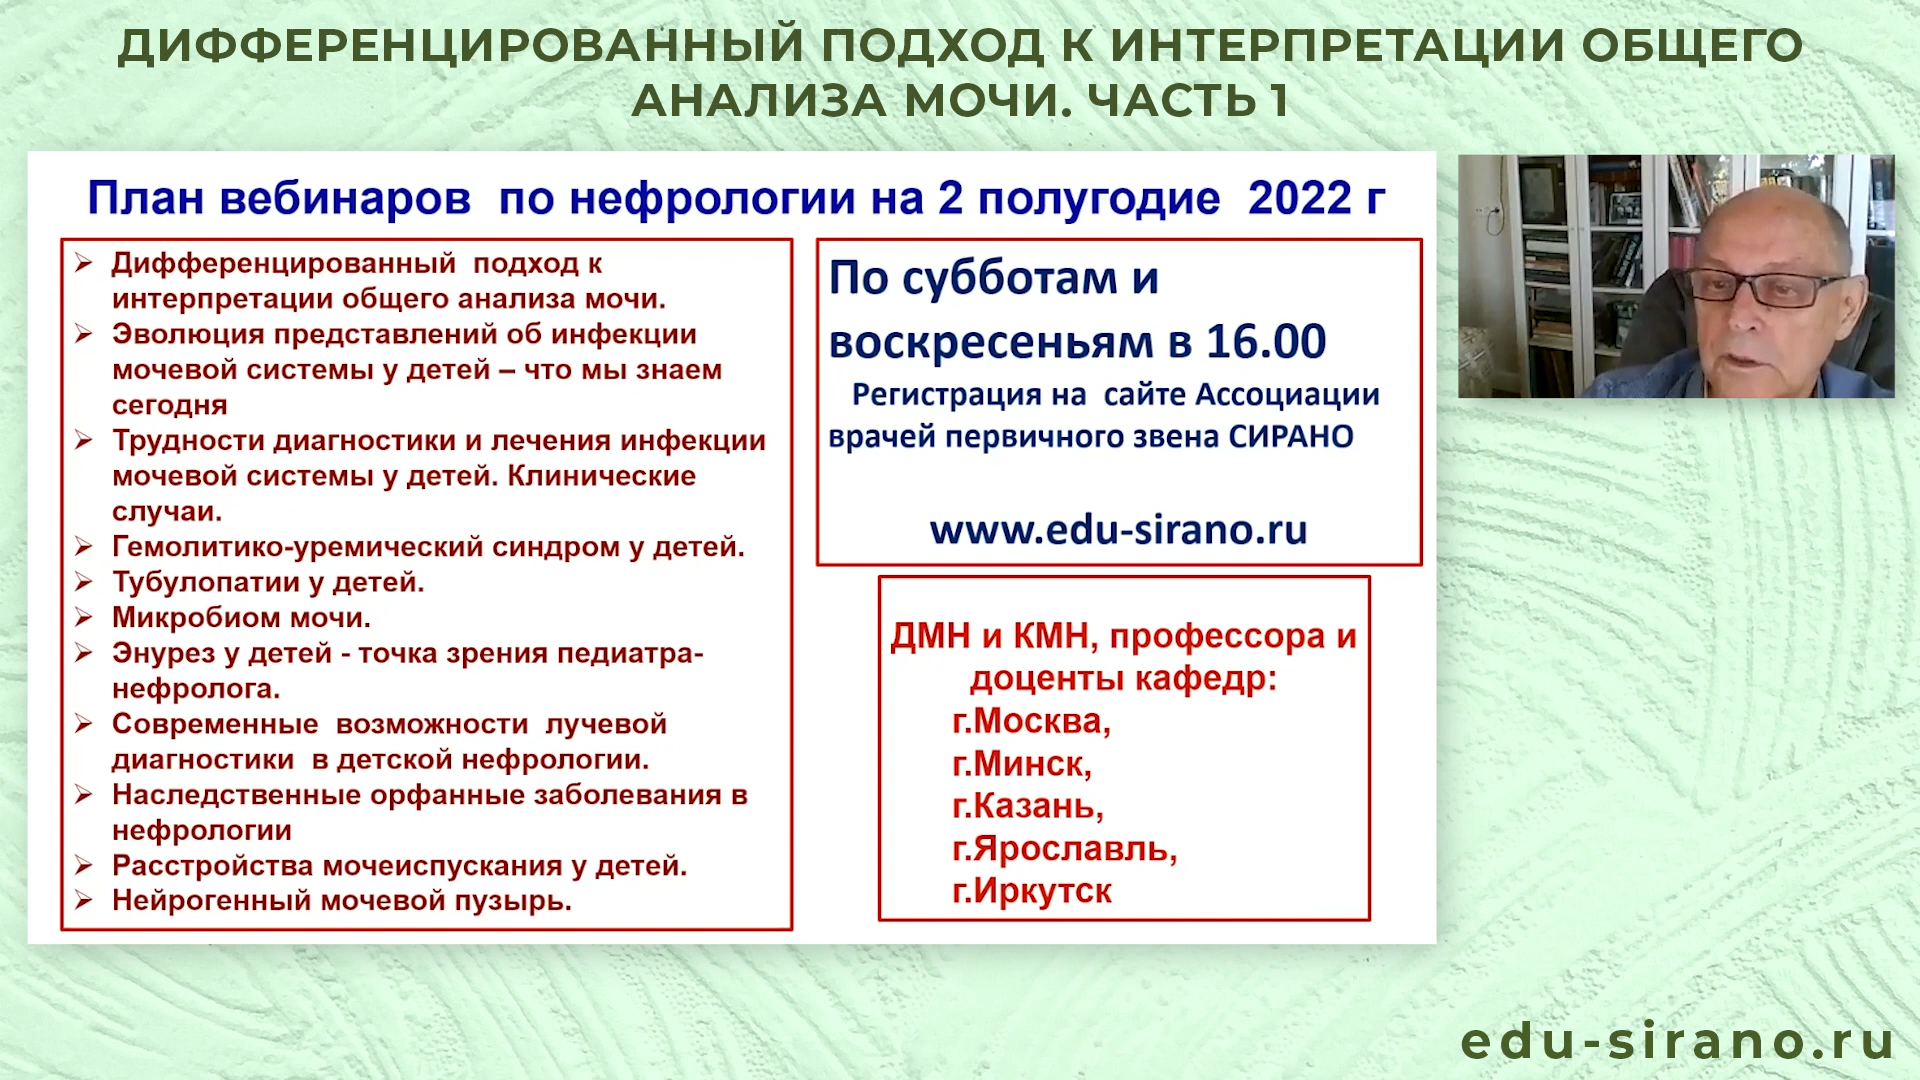 ДИФФЕРЕНЦИРОВАННЫЙ ПОДХОД К ИНТЕРПРЕТАЦИИ ОБЩЕГО
АНАЛИЗА МОЧИ. ЧАСТЬ 1
План вебинаров по нефрологии на 2 полугодие 2022 г
➢ Дифференцированный подход к
интерпретации общего анализа мочи.
➢ Эволюция представлений об инфекции
мочевой системы у детей – что мы знаем
сегодня
➢ Трудности диагностики и лечения инфекции
мочевой системы у детей. Клинические
случаи.
➢ Гемолитико-уремический синдром у детей.
➢ Тубулопатии у детей.
➢ Микробиом мочи.
➢ Энурез у детей - точка зрения педиатра-
нефролога.
➢ Современные возможности лучевой
диагностики в детской нефрологии.
➢ Наследственные орфанные заболевания в
нефрологии
➢ Расстройства мочеиспускания у детей.
➢ Нейрогенный мочевой пузырь.
По субботам и
воскресеньям в 16.00
Регистрация на сайте Ассоциации
врачей первичного звена СИРАНО
www.edu-sirano.ru
ДМН и КМН, профессора и
доценты кафедр:
г.Москва,
г.Минск,
г.Казань,
г.Ярославль,
г.Иркутск
edu-sirano.ru